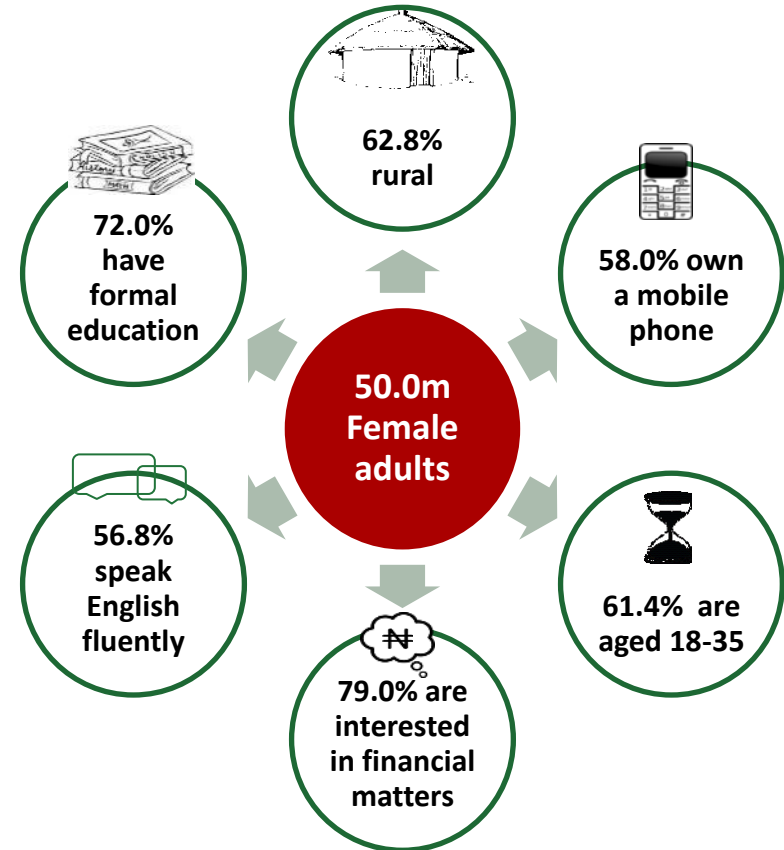 62.8%
rural
72.0%
have
formal
education
58.0% own
a mobile
phone
50.0m
Female
adults
56.8%
speak
English
fluently
61.4% are
aged 18-35
₦
79.0% are
interested
in financial
matters